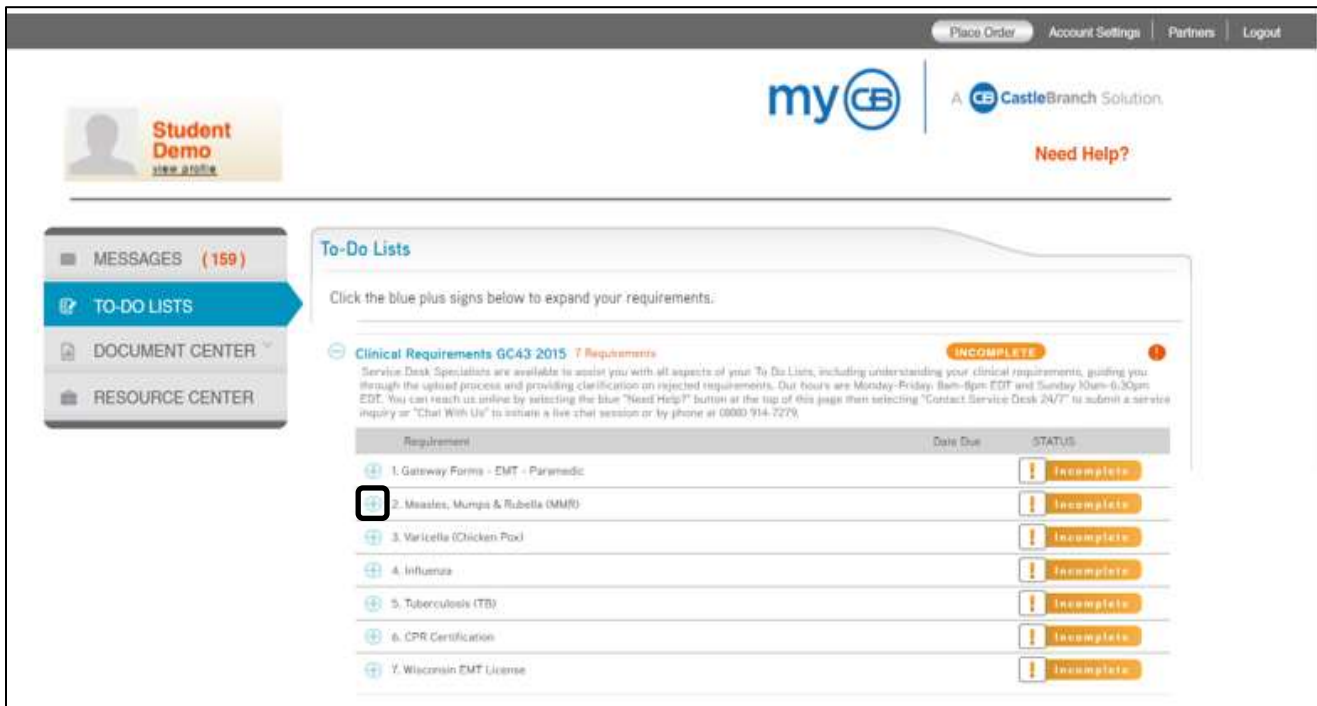 Place Order Account Settings Partners Logout
my CB
A CB CastleBranch Solution.
Student
Demo
view profile
Need Help?
MESSAGES (159)
TO-DO LISTS
DOCUMENT CENTER
RESOURCE CENTER
To-Do Lists
Click the blue plus signs below to expand your requirements.
Clinical Requirements GC43 2015 7 Requirements INCOMPLETE
Service Desk Specialists are available to assist you with all aspects of your To Do Lists, including understanding your clinical requirements, guiding you
through the upload process and providing clarification on rejected requirements. Our hours are Monday-Friday: 8am-8pm EDT and Sunday 10am-6:30pm
EDT. You can reach us online by selecting the blue "Need Help?" button at the top of this page then selecting "Contact Service Desk 24/7" to submit a service
inquiry or "Chat With Us" to initiate a live chat session or by phone at (888) 914-7279.
Requirement Date Due STATUS
1. Gateway Forms - EMT - Paramedic Incomplete
2. Measles, Mumps & Rubella (MMR) Incomplete
3. Varicella (Chicken Pox) Incomplete
4. Influenza Incomplete
5. Tuberculosis (TB) Incomplete
6. CPR Certification Incomplete
7. Wisconsin EMT License Incomplete